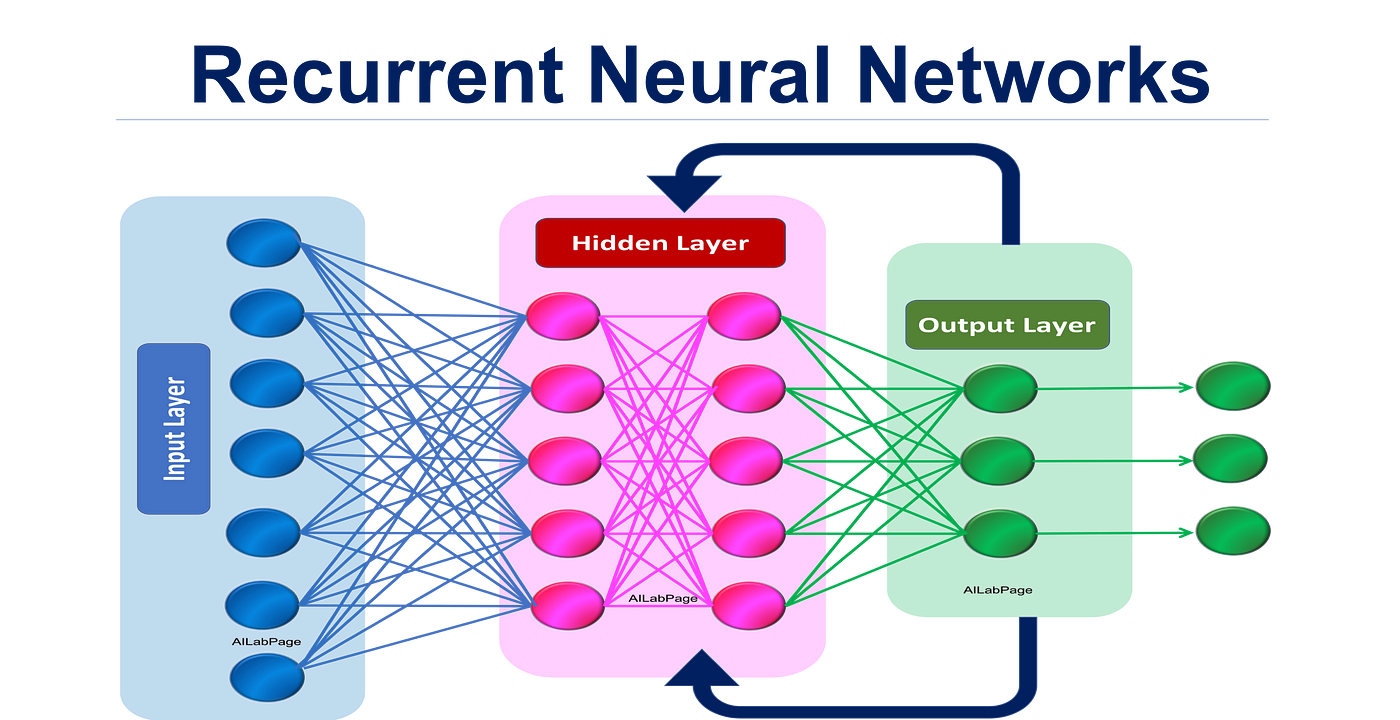 Recurrent Neural Networks
Hidden Layer
Output Layer
Input Layer
AILabPage
AILabPage
AILabPage